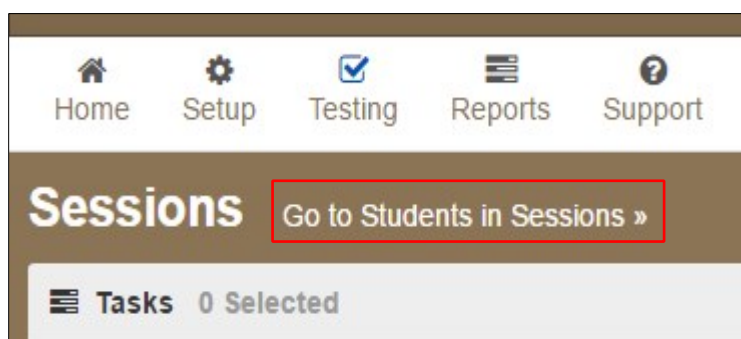 Home Setup Testing Reports Support
Sessions Go to Students in Sessions »
Tasks 0 Selected